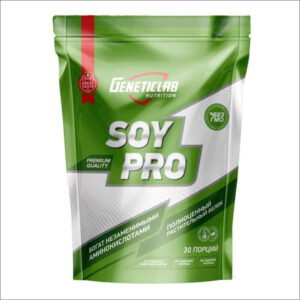 GENETICLAB
NUTRITION
БЕЗ
ГМО
SOY
PRO
PREMIUM
QUALITY
БОГАТ НЕЗАМЕНИМЫМИ
АМИНОКИСЛОТАМИ
ПОЛНОЦЕННЫЙ
РАСТИТЕЛЬНЫЙ БЕЛОК
30 ПОРЦИЙ